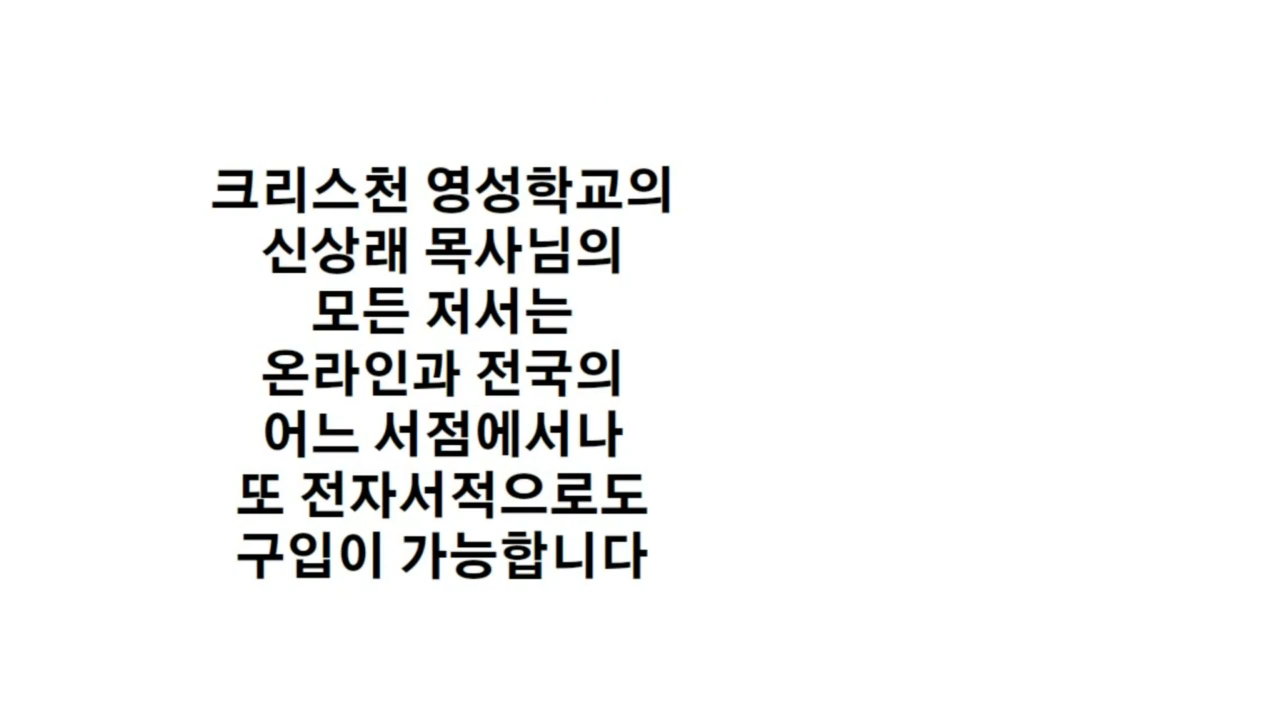 크리스천 영성학교의
신상래 목사님의
모든 저서는
온라인과 전국의
어느 서점에서나
또 전자서적으로도
구입이 가능합니다